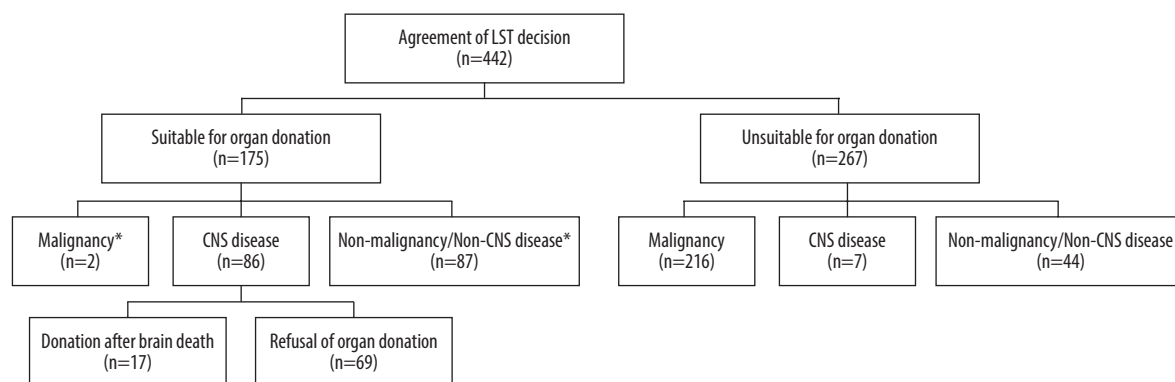 Agreement of LST decision
(n=442)
Suitable for organ donation
(n=175)
Unsuitable for organ donation
(n=267)
Malignancy*
(n=2)
CNS disease
(n=86)
Non-malignancy/Non-CNS disease*
(n=87)
Malignancy
(n=216)
CNS disease
(n=7)
Non-malignancy/Non-CNS disease
(n=44)
Donation after brain death
(n=17)
Refusal of organ donation
(n=69)